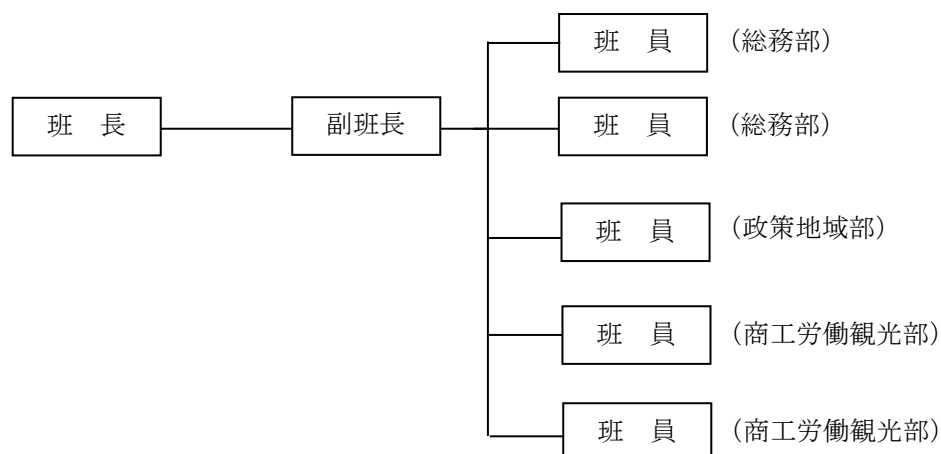 班　員　（総務部）
班　長　副班長　班　員　（総務部）
班　員　（政策地域部）
班　員　（商工労働観光部）
班　員　（商工労働観光部）